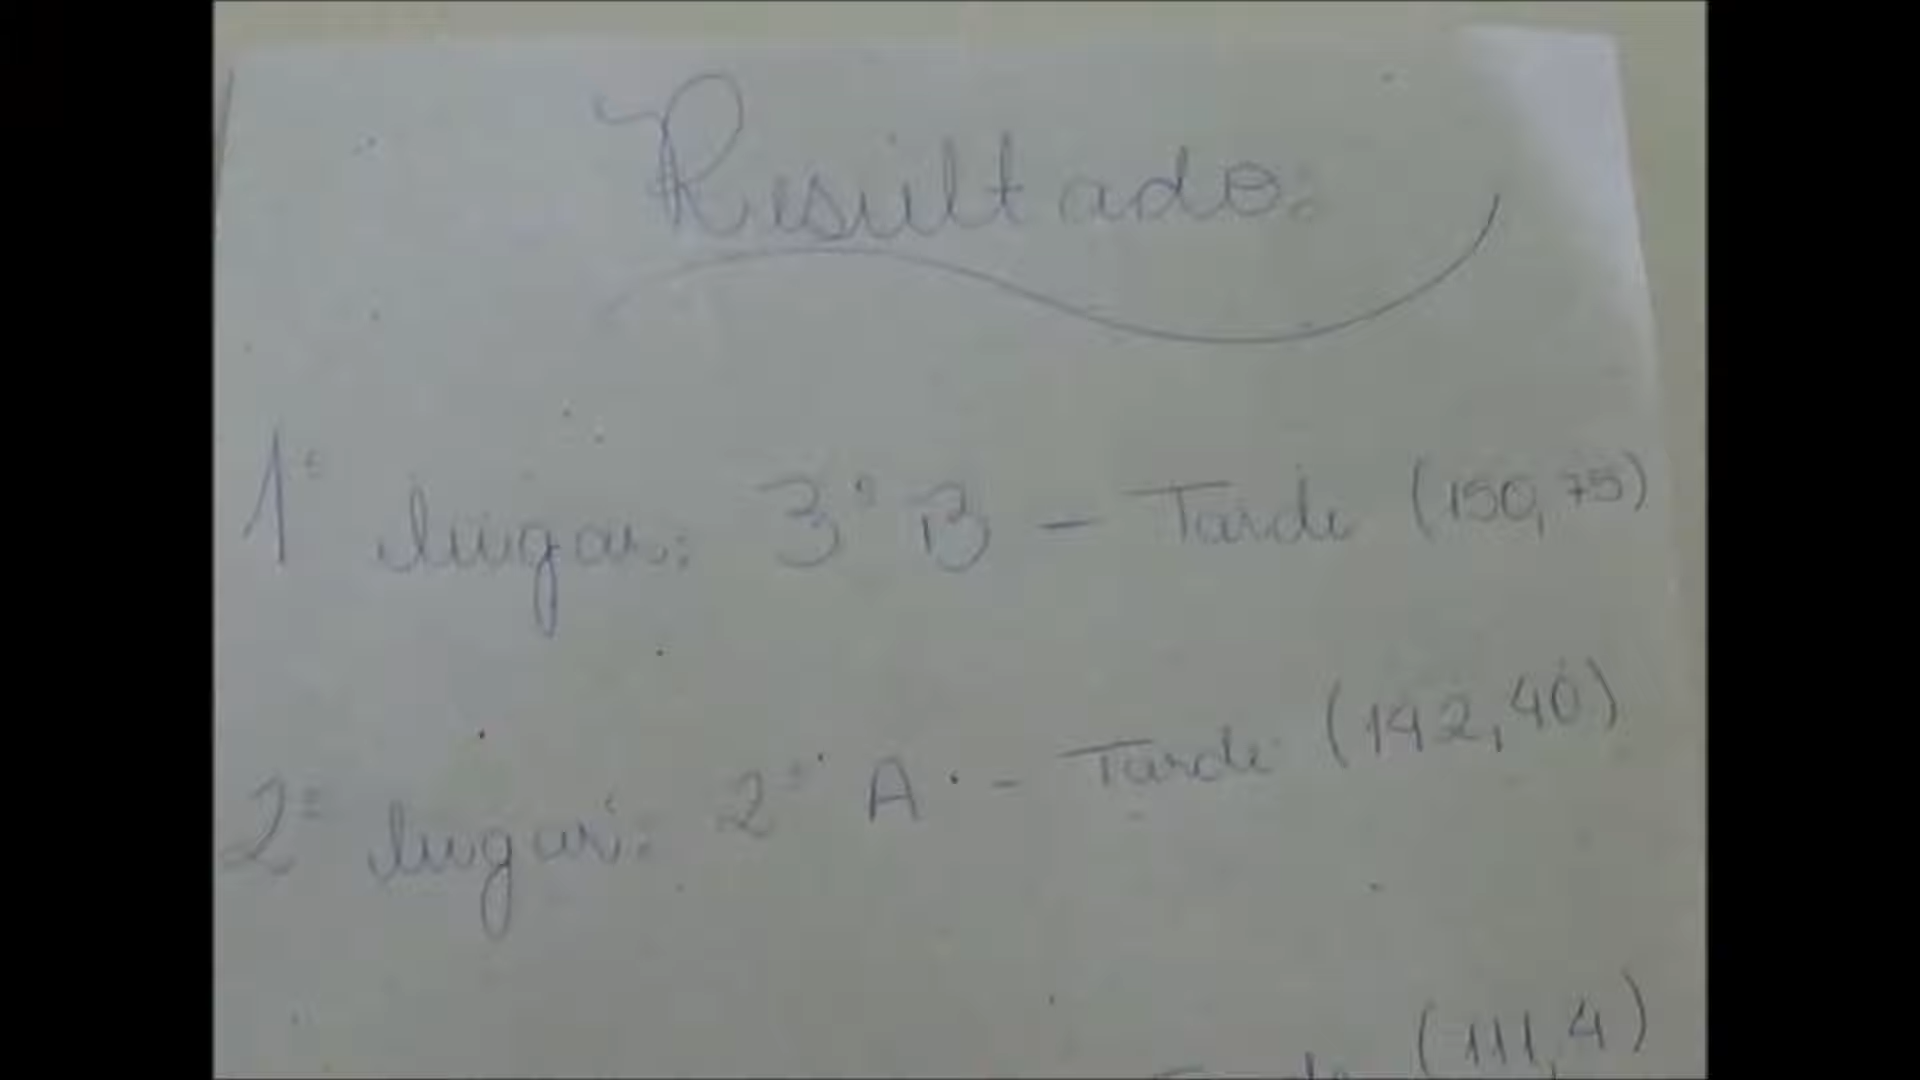 Resultado:
1º lugar: 3º B - Tarde (150,75)
2º lugar: 2º A - Tarde (142,40)
(111,4)